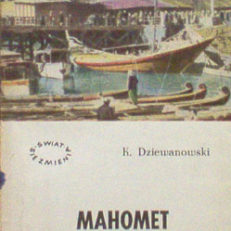 K. Dziewanowski
ŚWIAT SIĘ ZMIENIA
MAHOMET